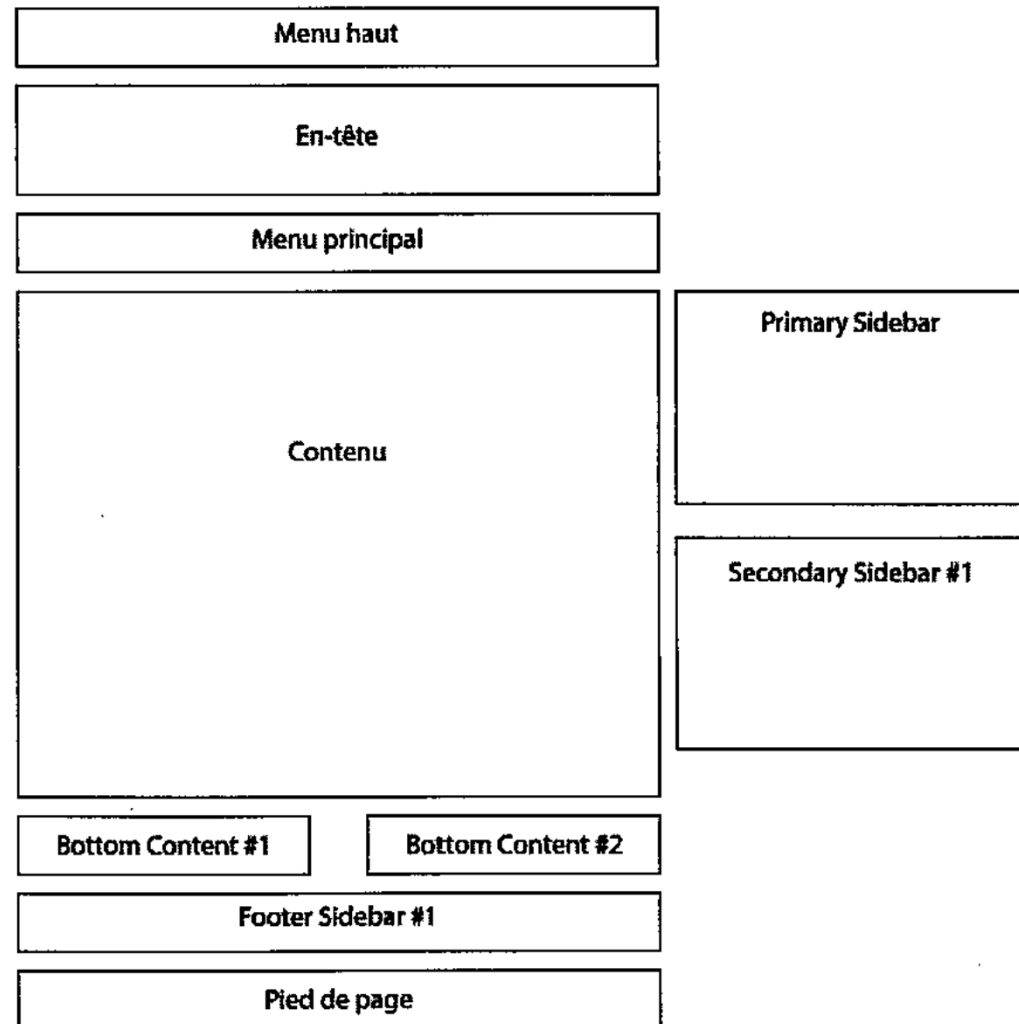 Menu haut
En-tête
Menu principal
Contenu
Primary Sidebar
Secondary Sidebar #1
Bottom Content #1
Bottom Content #2
Footer Sidebar #1
Pied de page